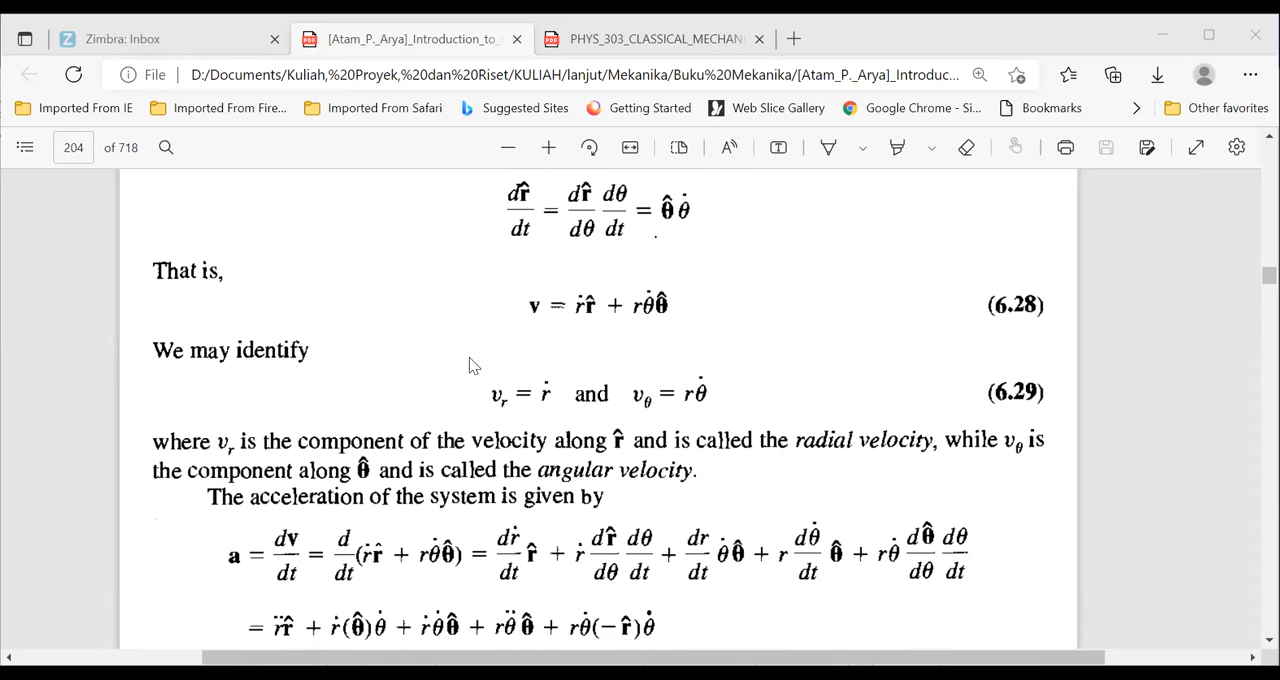 Zimbra: Inbox
[Atam_P._Arya]_Introduction_to_
PHYS_303_CLASSICAL_MECHAN
File D:/Documents/Kuliah,%20Proyek,%20dan%20Riset/KULIAH/lanjut/Mekanika/Buku%20Mekanika/[Atam_P._Arya]_Introduc...
Imported From IE Imported From Fire... Imported From Safari Suggested Sites Getting Started Web Slice Gallery Google Chrome - Si... Bookmarks Other favorites
204 of 718
dr̂/dt = dr̂/dθ dθ/dt = θ̂ θ̇
That is,
v = ṙr̂ + rθ̇θ̂ (6.28)
We may identify
vᵣ = ṙ and v_θ = rθ̇ (6.29)
where vᵣ is the component of the velocity along r̂ and is called the radial velocity, while v_θ is
the component along θ̂ and is called the angular velocity.
The acceleration of the system is given by
a = dv/dt = d/dt(ṙr̂ + rθ̇θ̂) = dṙ/dt r̂ + ṙ dr̂/dθ dθ/dt + dr/dt θ̇θ̂ + r dθ̇/dt θ̂ + rθ̇ dθ̂/dθ dθ/dt
= r̈r̂ + ṙ(θ̂)θ̇ + ṙθ̇θ̂ + rθ̈θ̂ + rθ̇(−r̂)θ̇